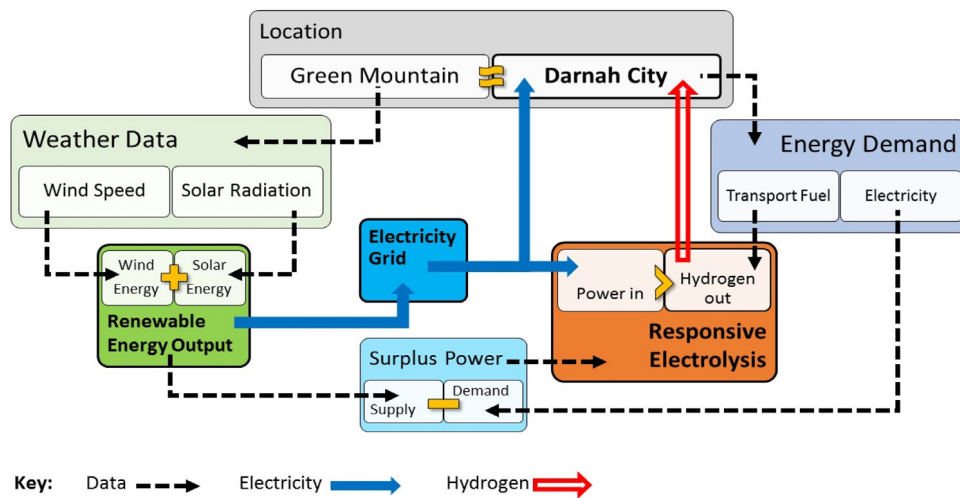 Location
Green Mountain
Darnah City
Weather Data
Wind Speed
Solar Radiation
Energy Demand
Transport Fuel
Electricity
Wind
Energy
Solar
Energy
Renewable
Energy Output
Electricity
Grid
Power in
Hydrogen
out
Responsive
Electrolysis
Surplus Power
Supply
Demand
Key:
Data
Electricity
Hydrogen